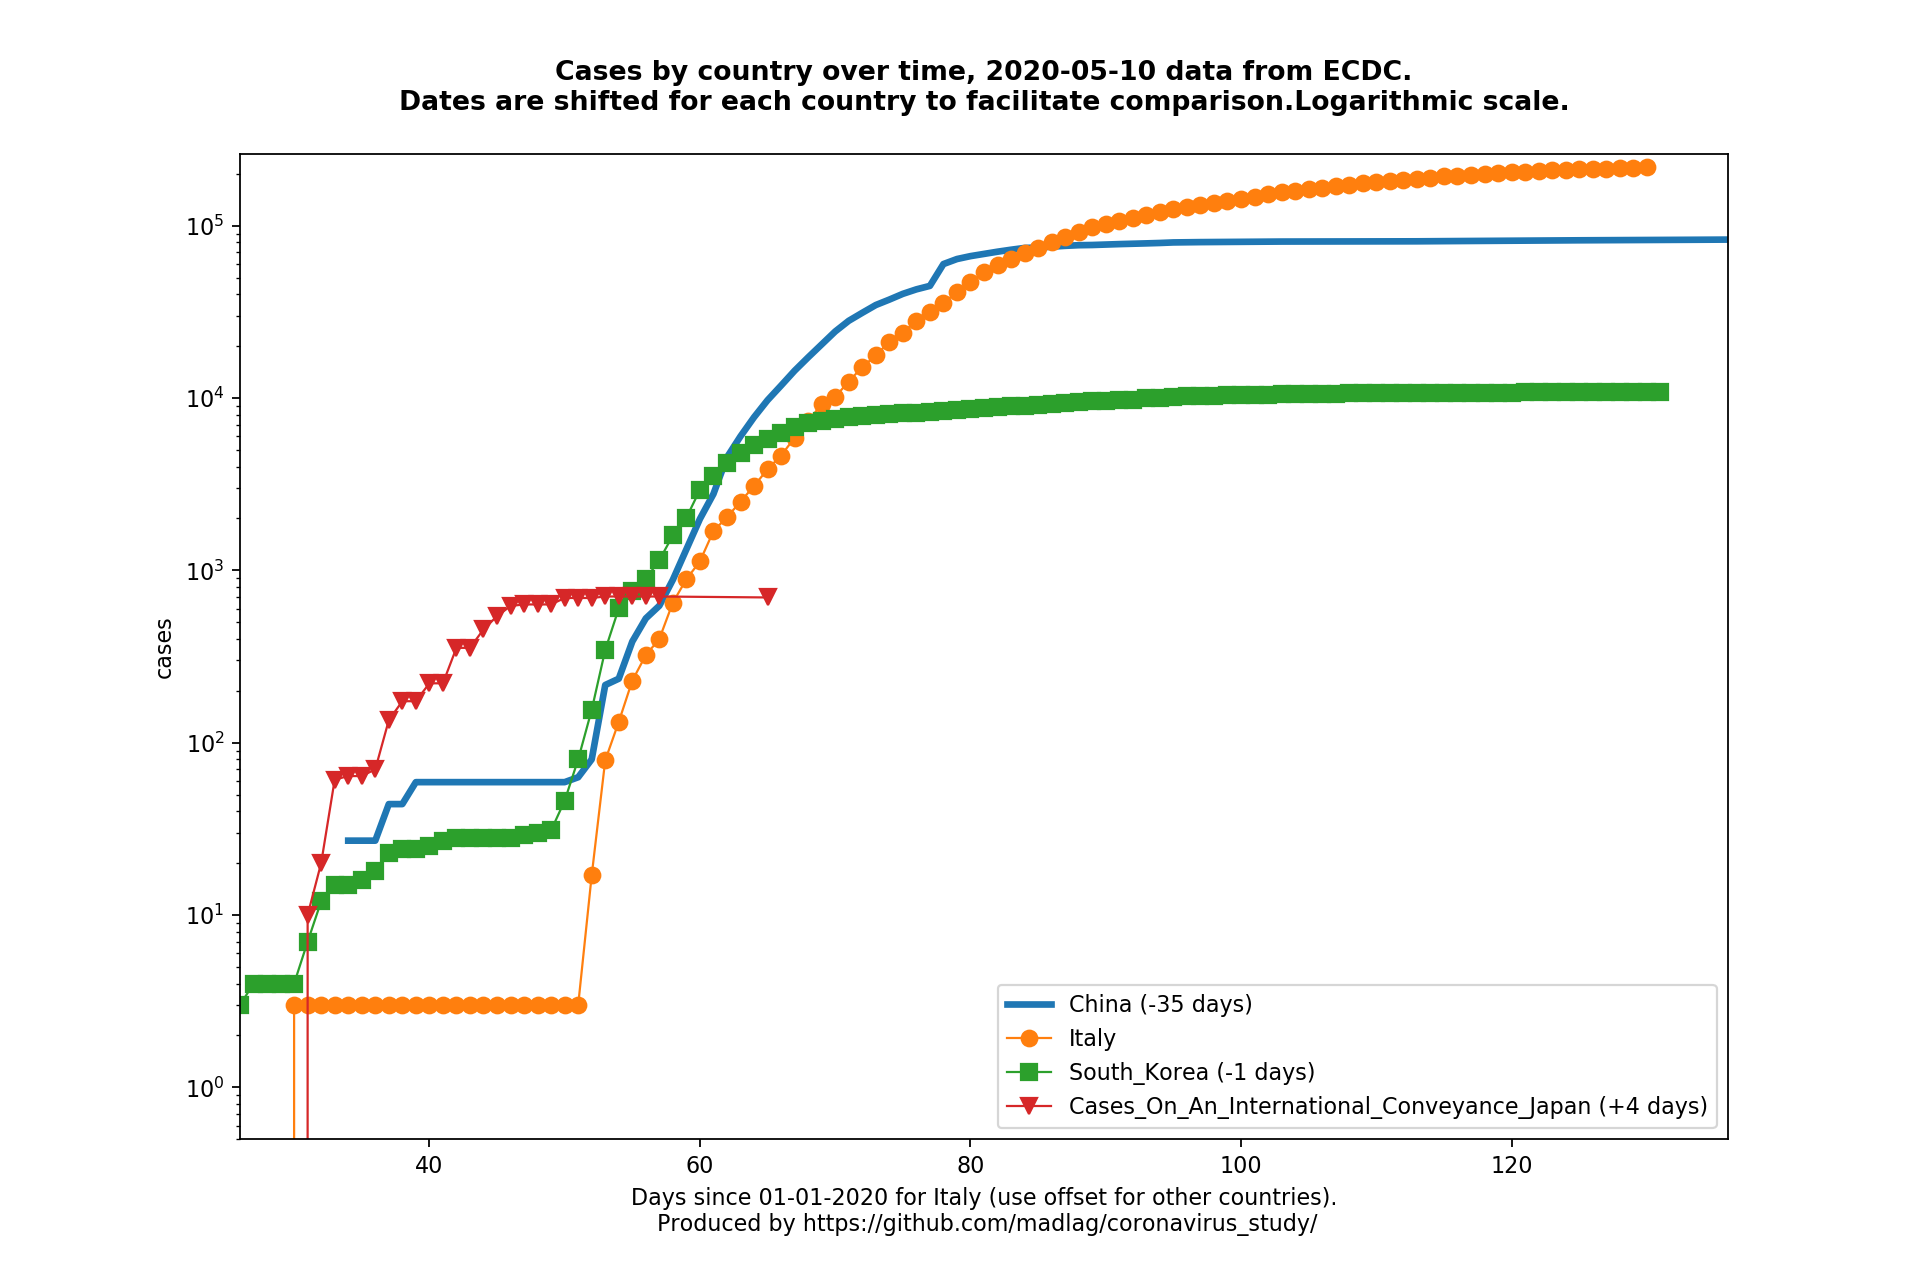 Cases by country over time, 2020-05-10 data from ECDC.
Dates are shifted for each country to facilitate comparison.Logarithmic scale.
10^5
10^4
10^3
10^2
10^1
10^0
cases
China (-35 days)
Italy
South_Korea (-1 days)
Cases_On_An_International_Conveyance_Japan (+4 days)
40 60 80 100 120
Days since 01-01-2020 for Italy (use offset for other countries).
Produced by https://github.com/madlag/coronavirus_study/